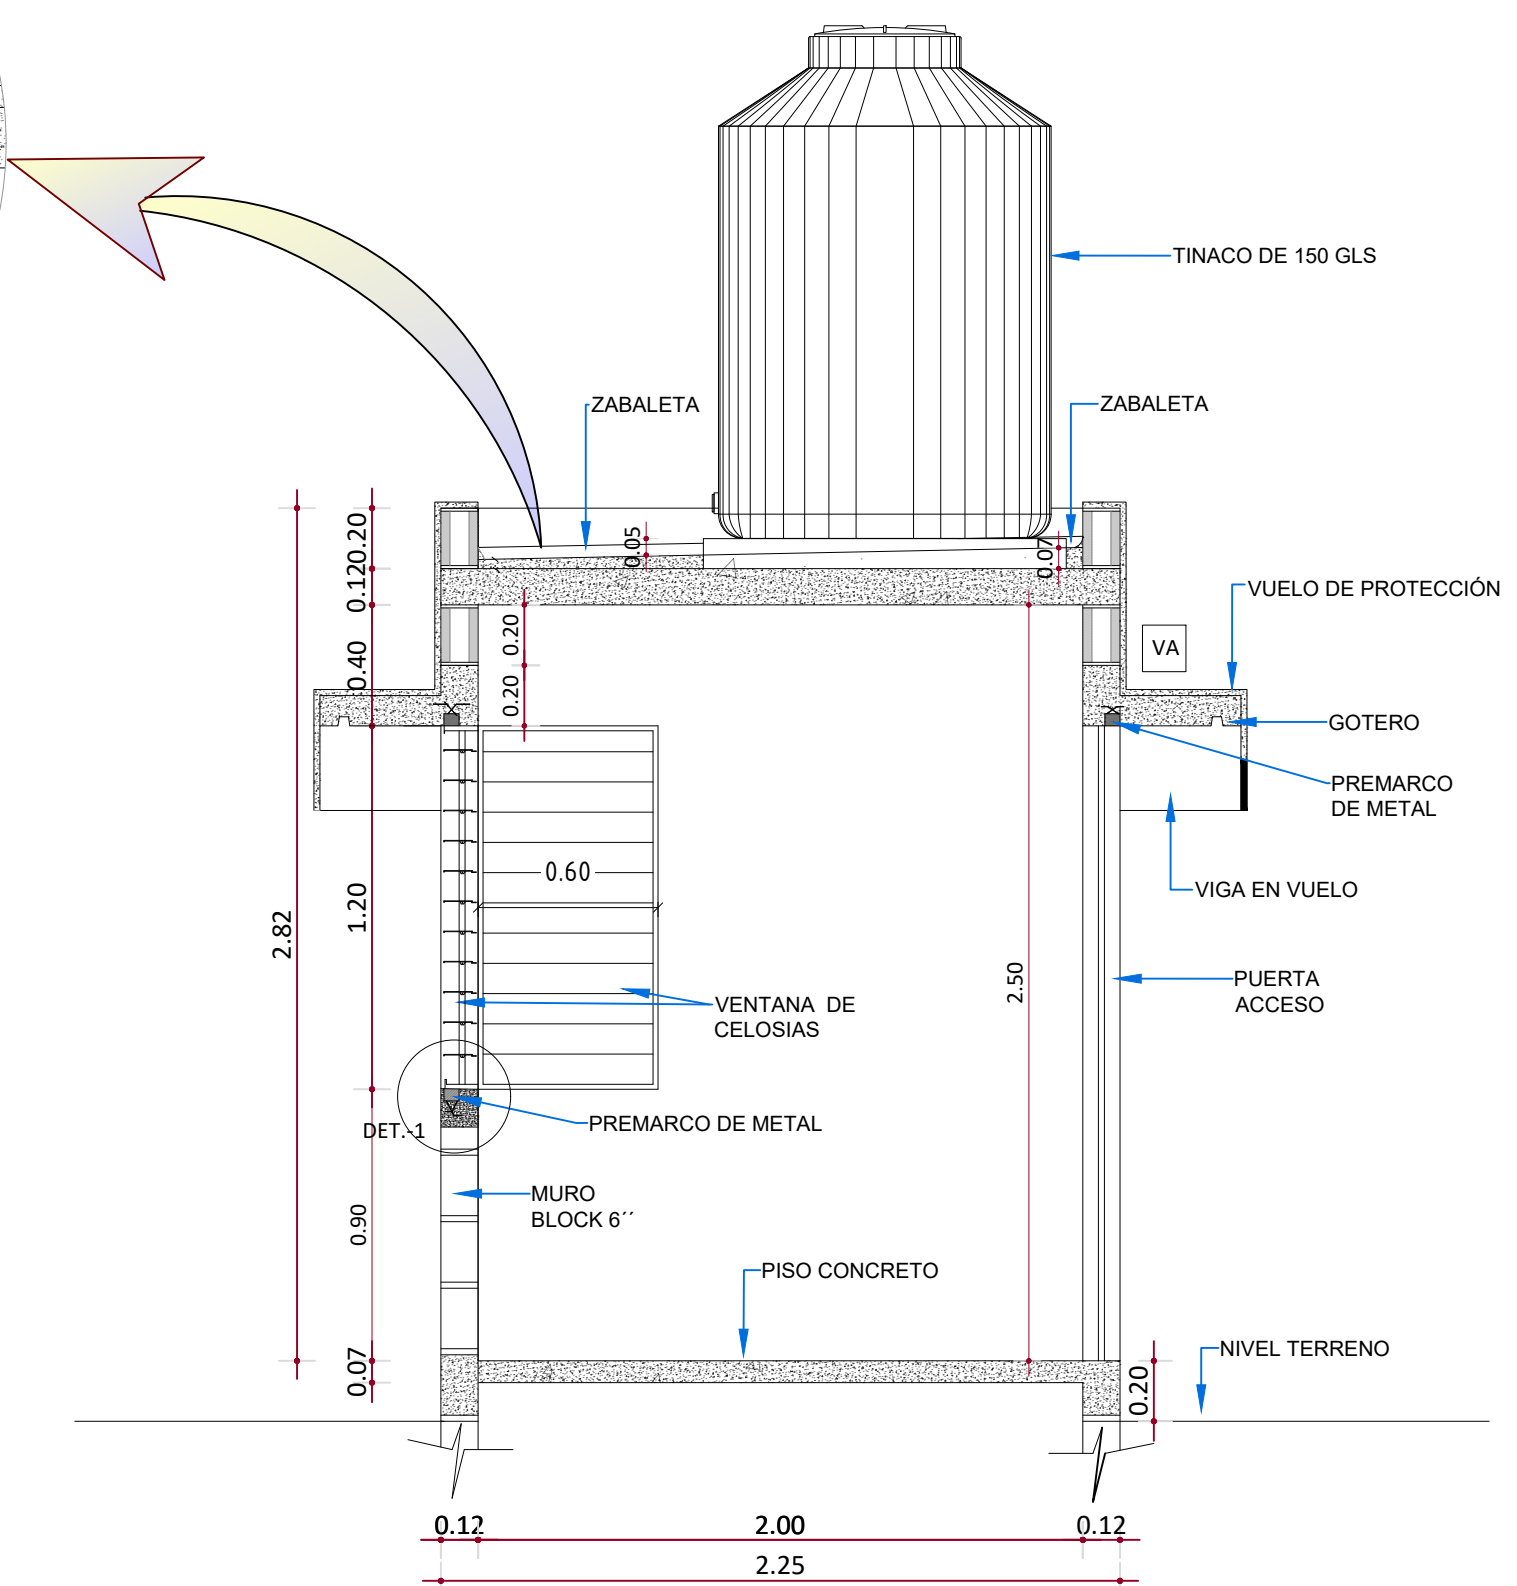 TINACO DE 150 GLS
ZABALETA
ZABALETA
0.20
0.05
0.07
0.12
VUELO DE PROTECCIÓN
0.20
VA
0.40
0.20
GOTERO
PREMARCO
DE METAL
0.60
VIGA EN VUELO
1.20
2.82
2.50
PUERTA
ACCESO
VENTANA DE
CELOSIAS
PREMARCO DE METAL
DET.-1
MURO
BLOCK 6´´
0.90
PISO CONCRETO
NIVEL TERRENO
0.07
0.20
0.12
2.00
0.12
2.25